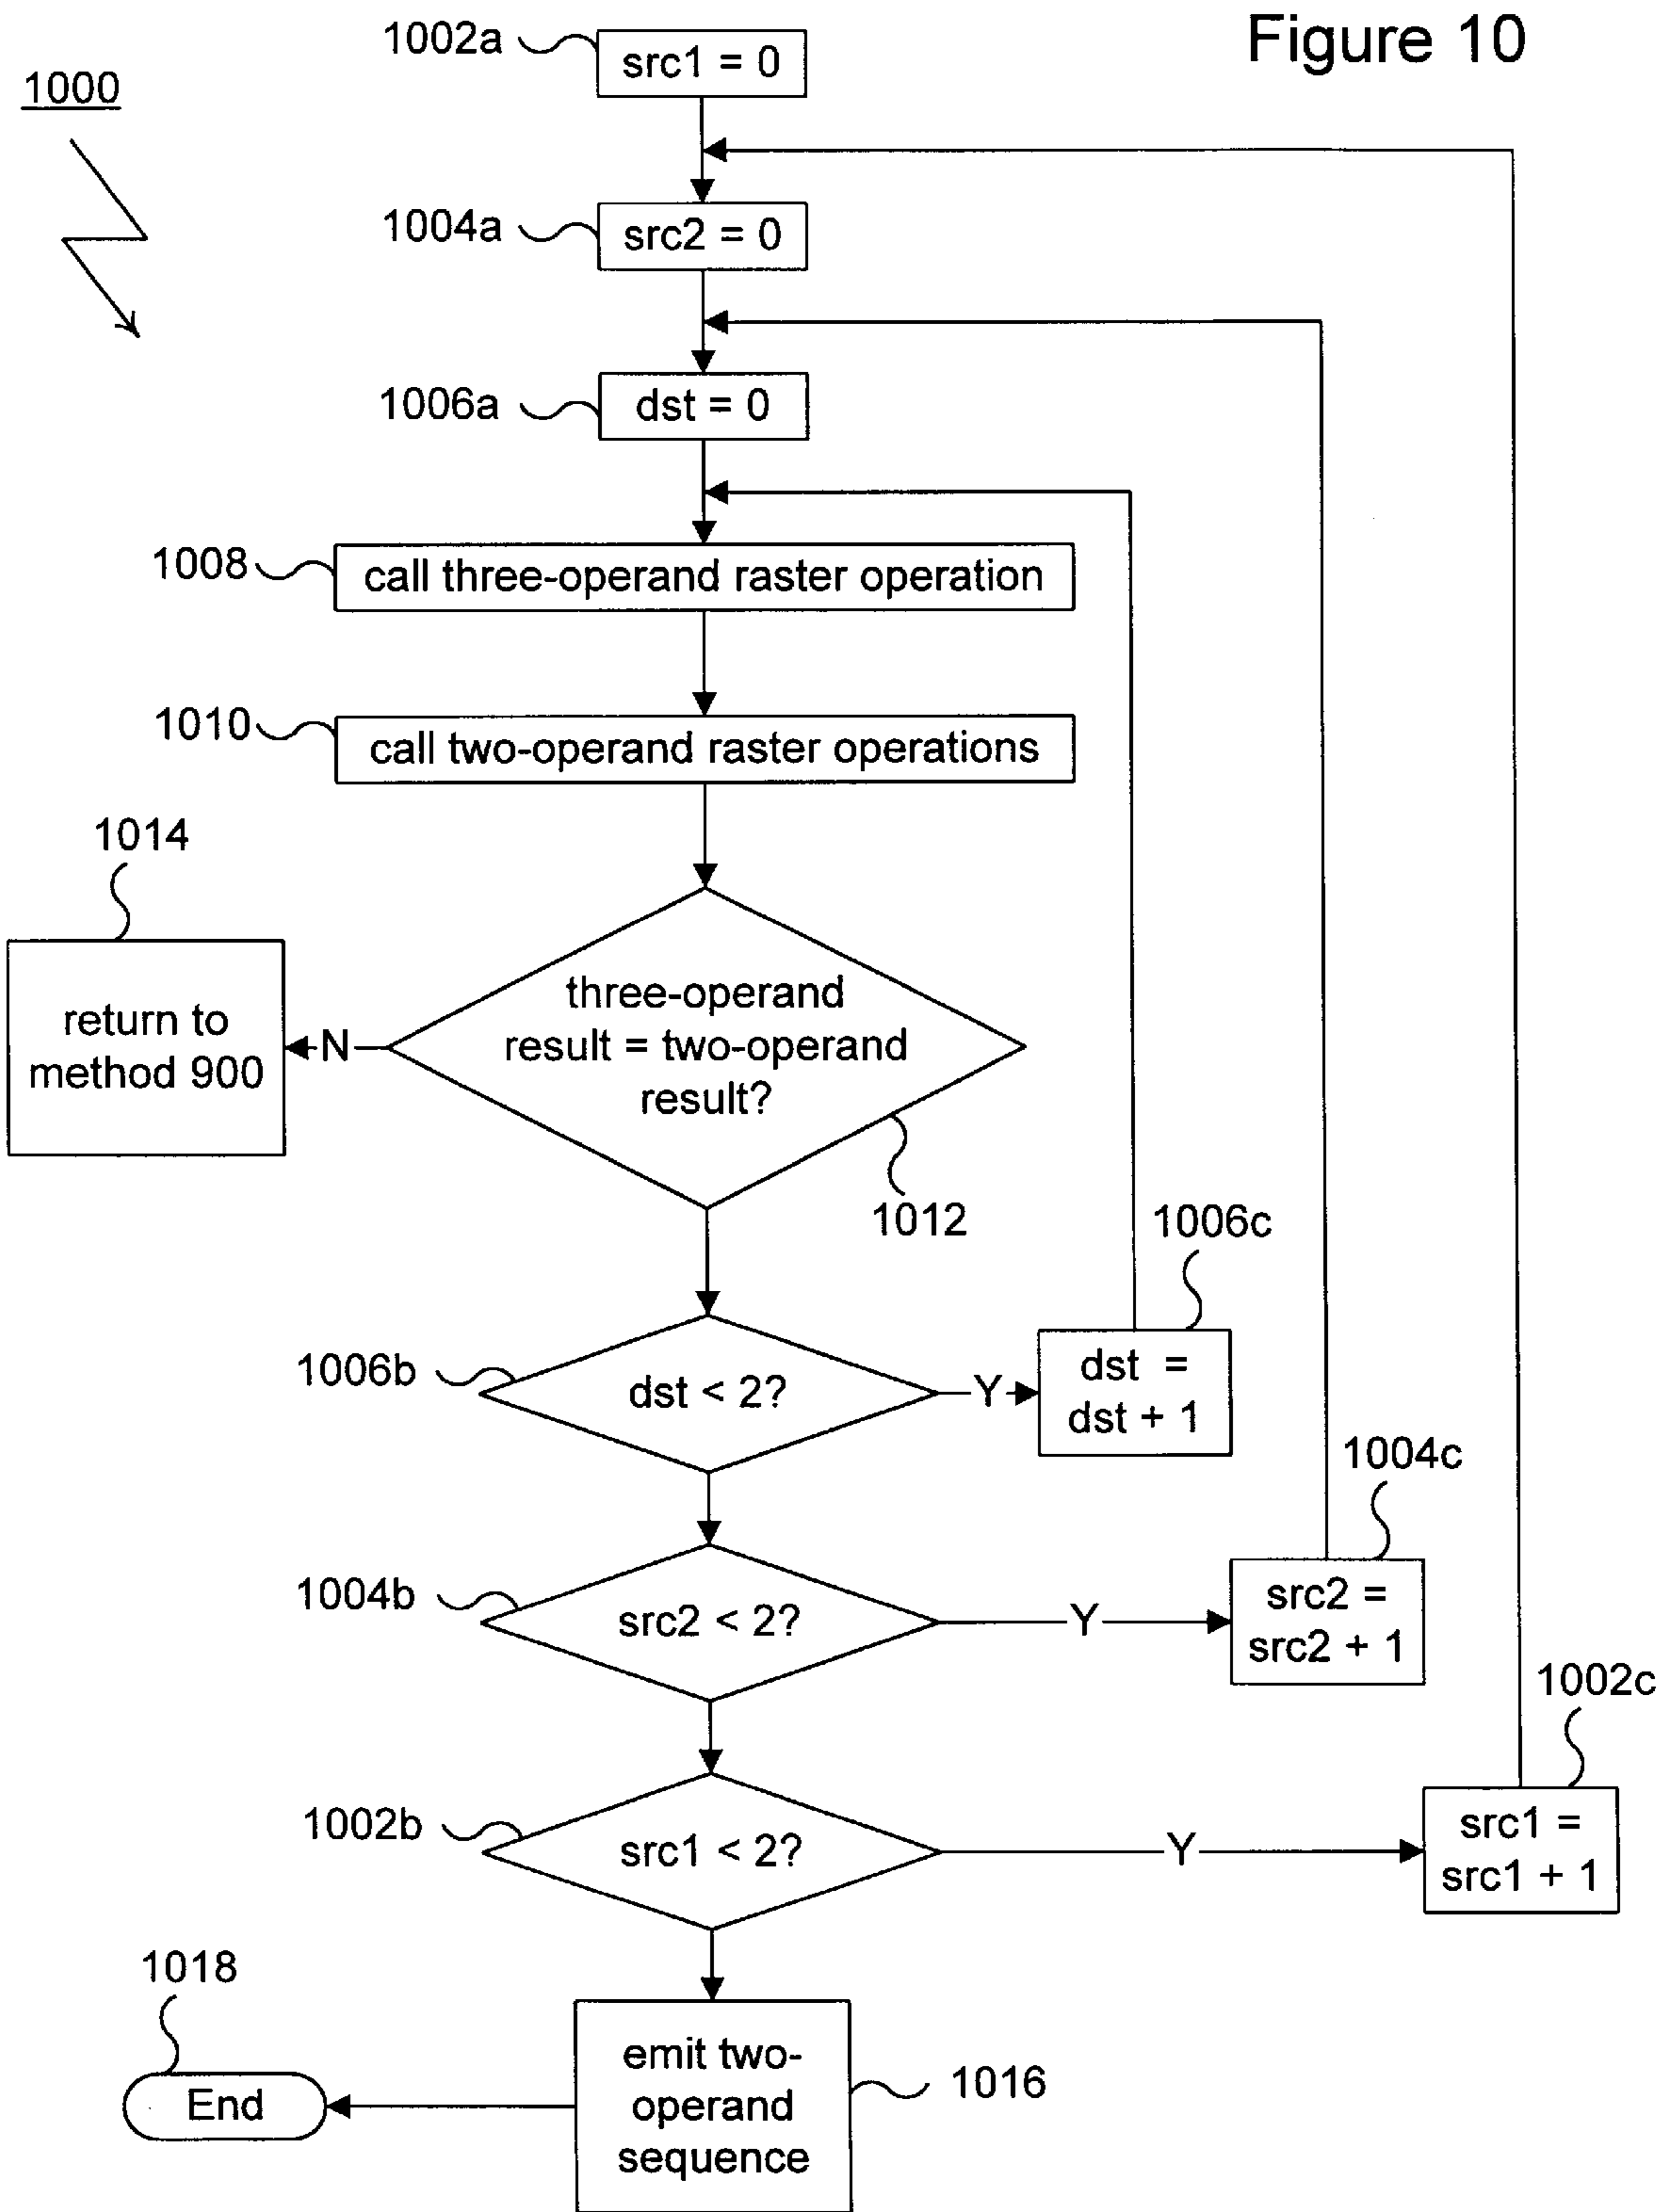 Figure 10
1000
1002a
src1 = 0
1004a
src2 = 0
1006a
dst = 0
1008
call three-operand raster operation
1010
call two-operand raster operations
1014
return to
method 900
N
three-operand
result = two-operand
result?
1012
1006b
dst < 2?
Y
1006c
dst =
dst + 1
1004b
src2 < 2?
Y
1004c
src2 =
src2 + 1
1002b
src1 < 2?
Y
1002c
src1 =
src1 + 1
1018
End
emit two-
operand
sequence
1016